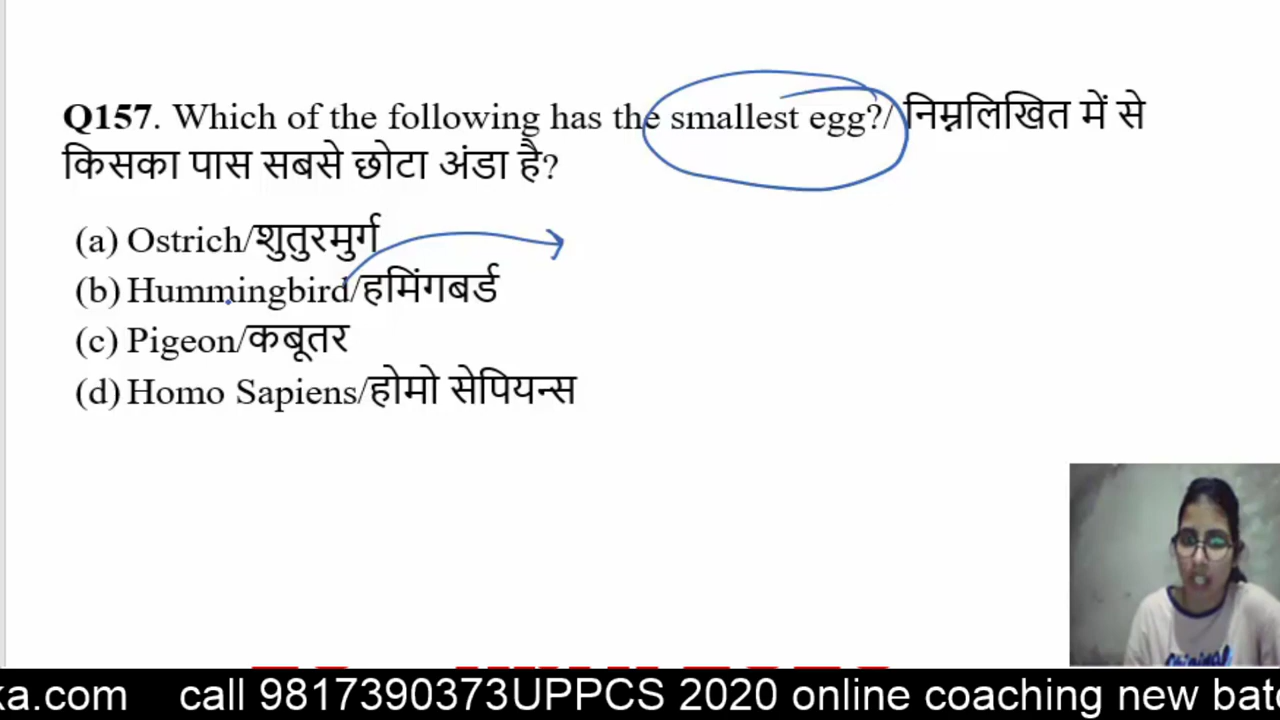 Q157. Which of the following has the smallest egg?/ निम्नलिखित में से
किसका पास सबसे छोटा अंडा है?
(a) Ostrich/शुतुरमुर्ग
(b) Hummingbird/हमिंगबर्ड
(c) Pigeon/कबूतर
(d) Homo Sapiens/होमो सेपियन्स
ka.com call 9817390373UPPCS 2020 online coaching new bat